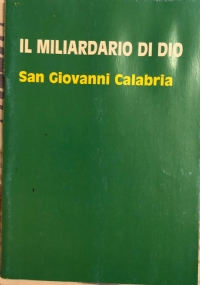 IL MILIARDARIO DI DIO
San Giovanni Calabria